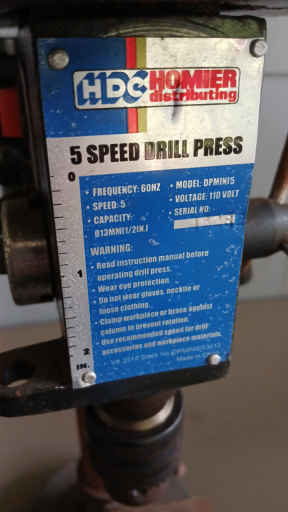 HDC HOMIER
distributing
5 SPEED DRILL PRESS
0
1
2
IN.
· FREQUENCY: 60HZ
· SPEED: 5
· CAPACITY:
Ø13MM(1/2IN.)
· MODEL: DPMINI5
· VOLTAGE: 110 VOLT
· SERIAL NO:
WARNING:
· Read instruction manual before
operating drill press.
· Wear eye protection.
· Do not wear gloves, necktie or
loose clothing.
· Clamp workpiece or brace against
column to prevent rotation.
· Use recommended speed for drill
accessories and workpiece materials.
Made in